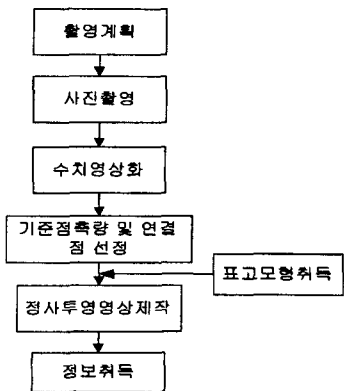 촬영계획
사진촬영
수치영상화
기준점측량 및 연결
점 선정
표고모형취득
정사투영영상제작
정보취득